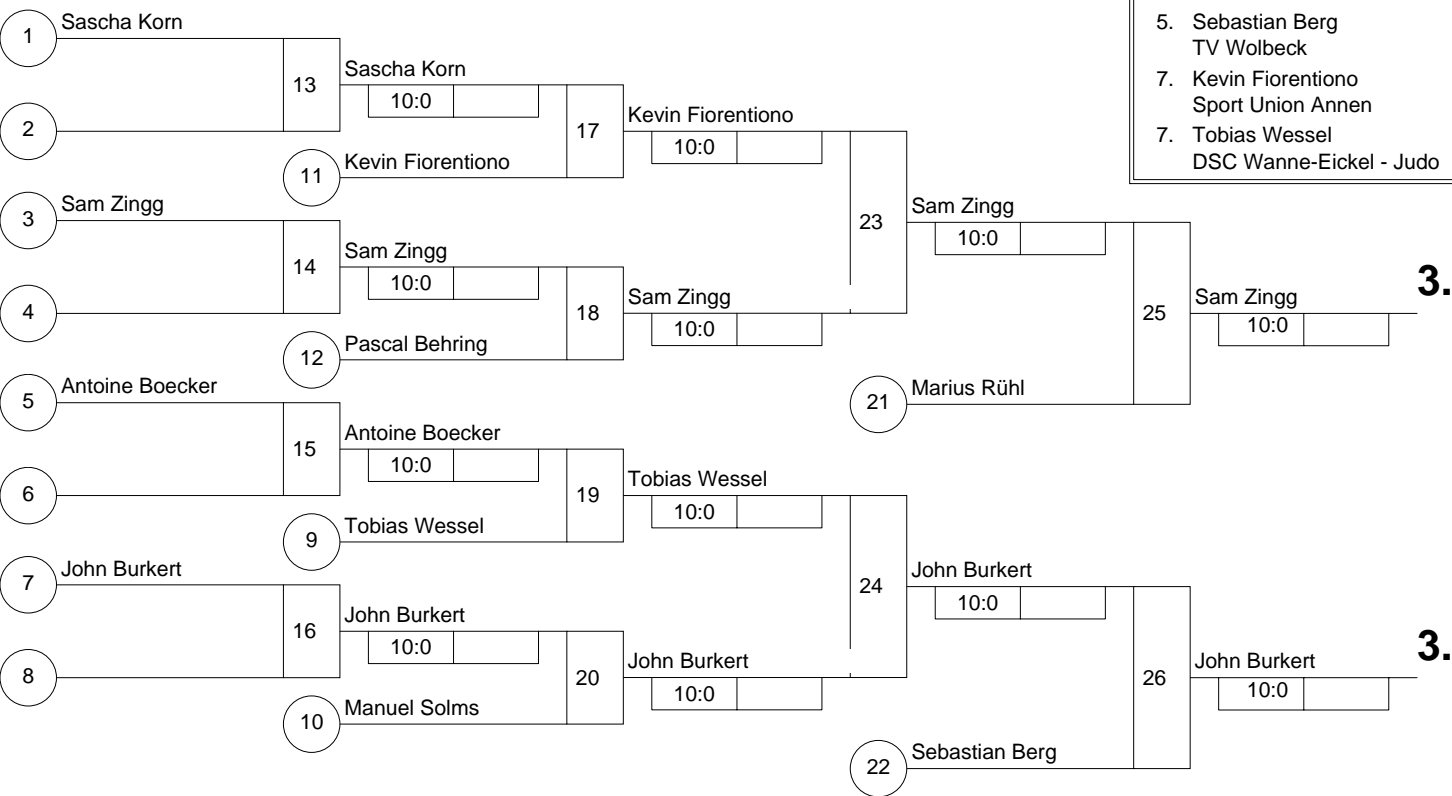 1 Sascha Korn
5. Sebastian Berg
TV Wolbeck
13 Sascha Korn
10:0
7. Kevin Fiorentiono
Sport Union Annen
2
17 Kevin Fiorentiono
10:0
7. Tobias Wessel
DSC Wanne-Eickel - Judo
11 Kevin Fiorentiono
3 Sam Zingg
23 Sam Zingg
10:0
14 Sam Zingg
10:0
3.
4
18 Sam Zingg
10:0
25 Sam Zingg
10:0
12 Pascal Behring
5 Antoine Boecker
21 Marius Rühl
15 Antoine Boecker
10:0
6
19 Tobias Wessel
10:0
9 Tobias Wessel
7 John Burkert
24 John Burkert
10:0
16 John Burkert
10:0
3.
8
20 John Burkert
10:0
26 John Burkert
10:0
10 Manuel Solms
22 Sebastian Berg